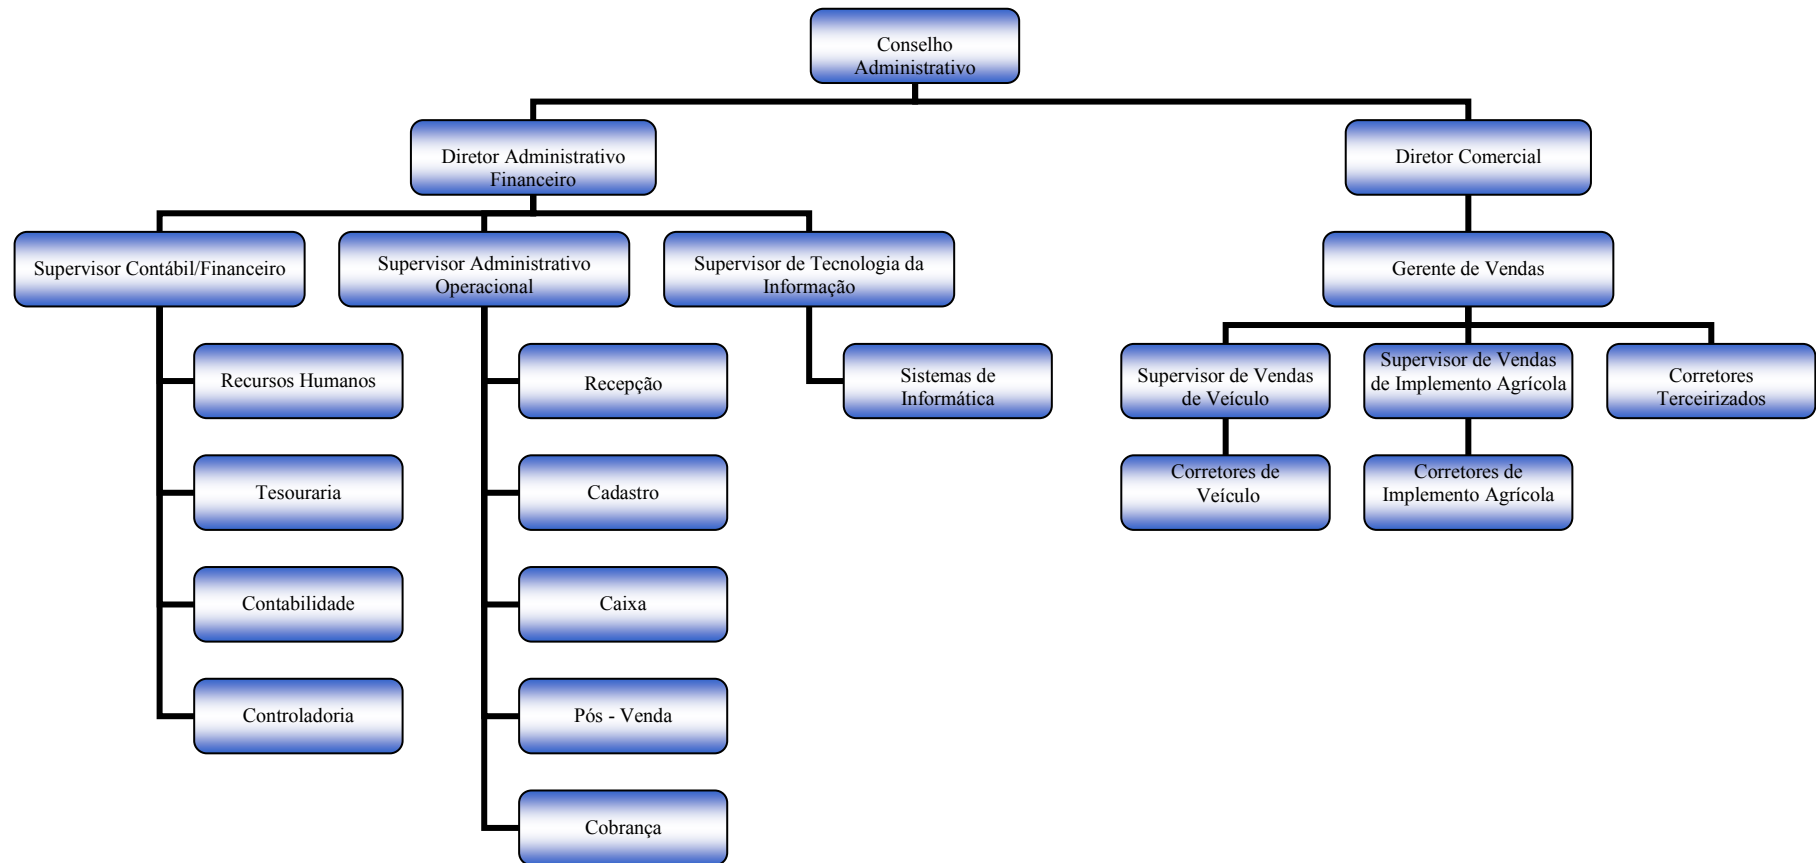 Conselho
Administrativo
Diretor Administrativo
Financeiro
Diretor Comercial
Supervisor Contábil/Financeiro
Supervisor Administrativo
Operacional
Supervisor de Tecnologia da
Informação
Gerente de Vendas
Recursos Humanos
Recepção
Sistemas de
Informática
Supervisor de Vendas
de Veículo
Supervisor de Vendas
de Implemento Agrícola
Corretores
Terceirizados
Tesouraria
Cadastro
Corretores de
Veículo
Corretores de
Implemento Agrícola
Contabilidade
Caixa
Controladoria
Pós - Venda
Cobrança